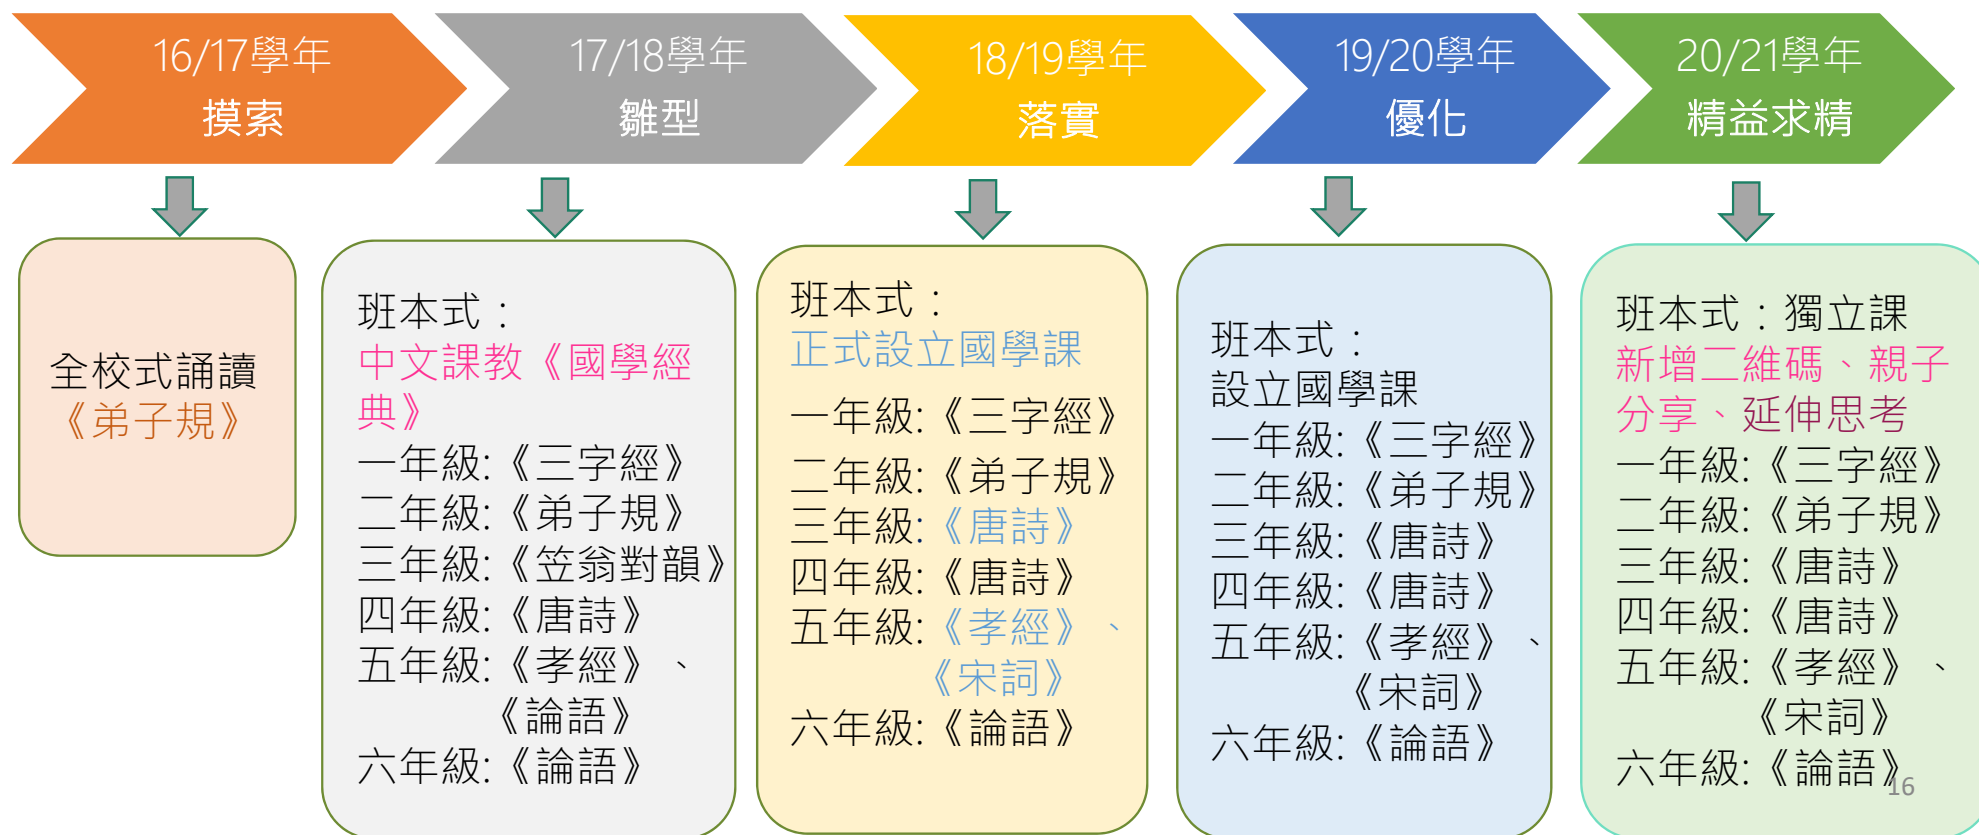 16/17學年
摸索
17/18學年
雛型
18/19學年
落實
19/20學年
優化
20/21學年
精益求精
全校式誦讀
《弟子規》
班本式：
中文課教《國學經
典》
一年級:《三字經》
二年級:《弟子規》
三年級:《笠翁對韻》
四年級:《唐詩》
五年級:《孝經》、
《論語》
六年級:《論語》
班本式：
正式設立國學課
一年級:《三字經》
二年級:《弟子規》
三年級:《唐詩》
四年級:《唐詩》
五年級:《孝經》、
《宋詞》
六年級:《論語》
班本式：
設立國學課
一年級:《三字經》
二年級:《弟子規》
三年級:《唐詩》
四年級:《唐詩》
五年級:《孝經》、
《宋詞》
六年級:《論語》
班本式：獨立課
新增二維碼、親子
分享、延伸思考
一年級:《三字經》
二年級:《弟子規》
三年級:《唐詩》
四年級:《唐詩》
五年級:《孝經》、
《宋詞》
六年級:《論語》
16